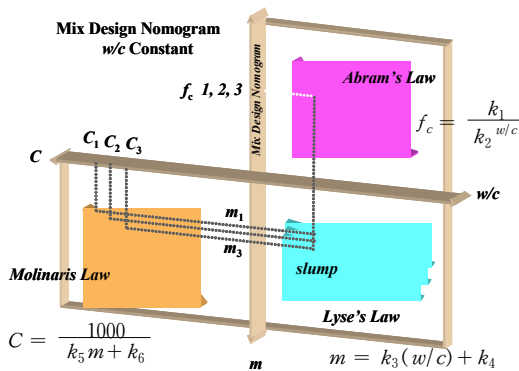 Mix Design Nomogram
w/c Constant
Mix Design Nomogram
f_c 1, 2, 3
Abram's Law
f_c = k_1 / k_2^{w/c}
C_1 C_2 C_3
C
w/c
m_1
m_3
slump
Molinaris Law
Lyse's Law
C = 1000 / k_5 m + k_6
m
m = k_3 (w/c) + k_4